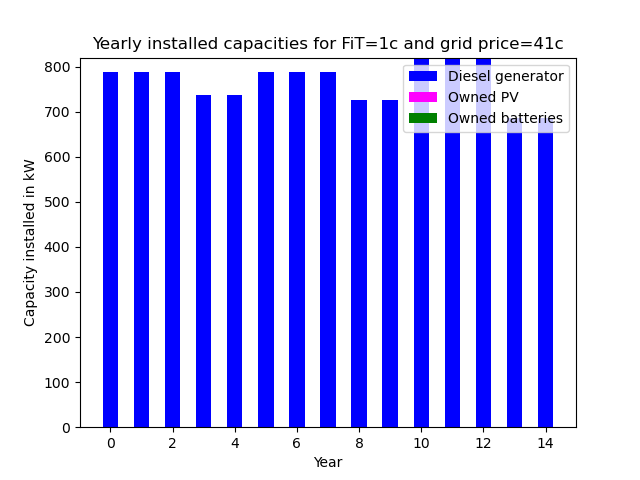 Yearly installed capacities for FiT=1c and grid price=41c
Diesel generator
Owned PV
Owned batteries
Capacity installed in kW
800
700
600
500
400
300
200
100
0
0 2 4 6 8 10 12 14
Year